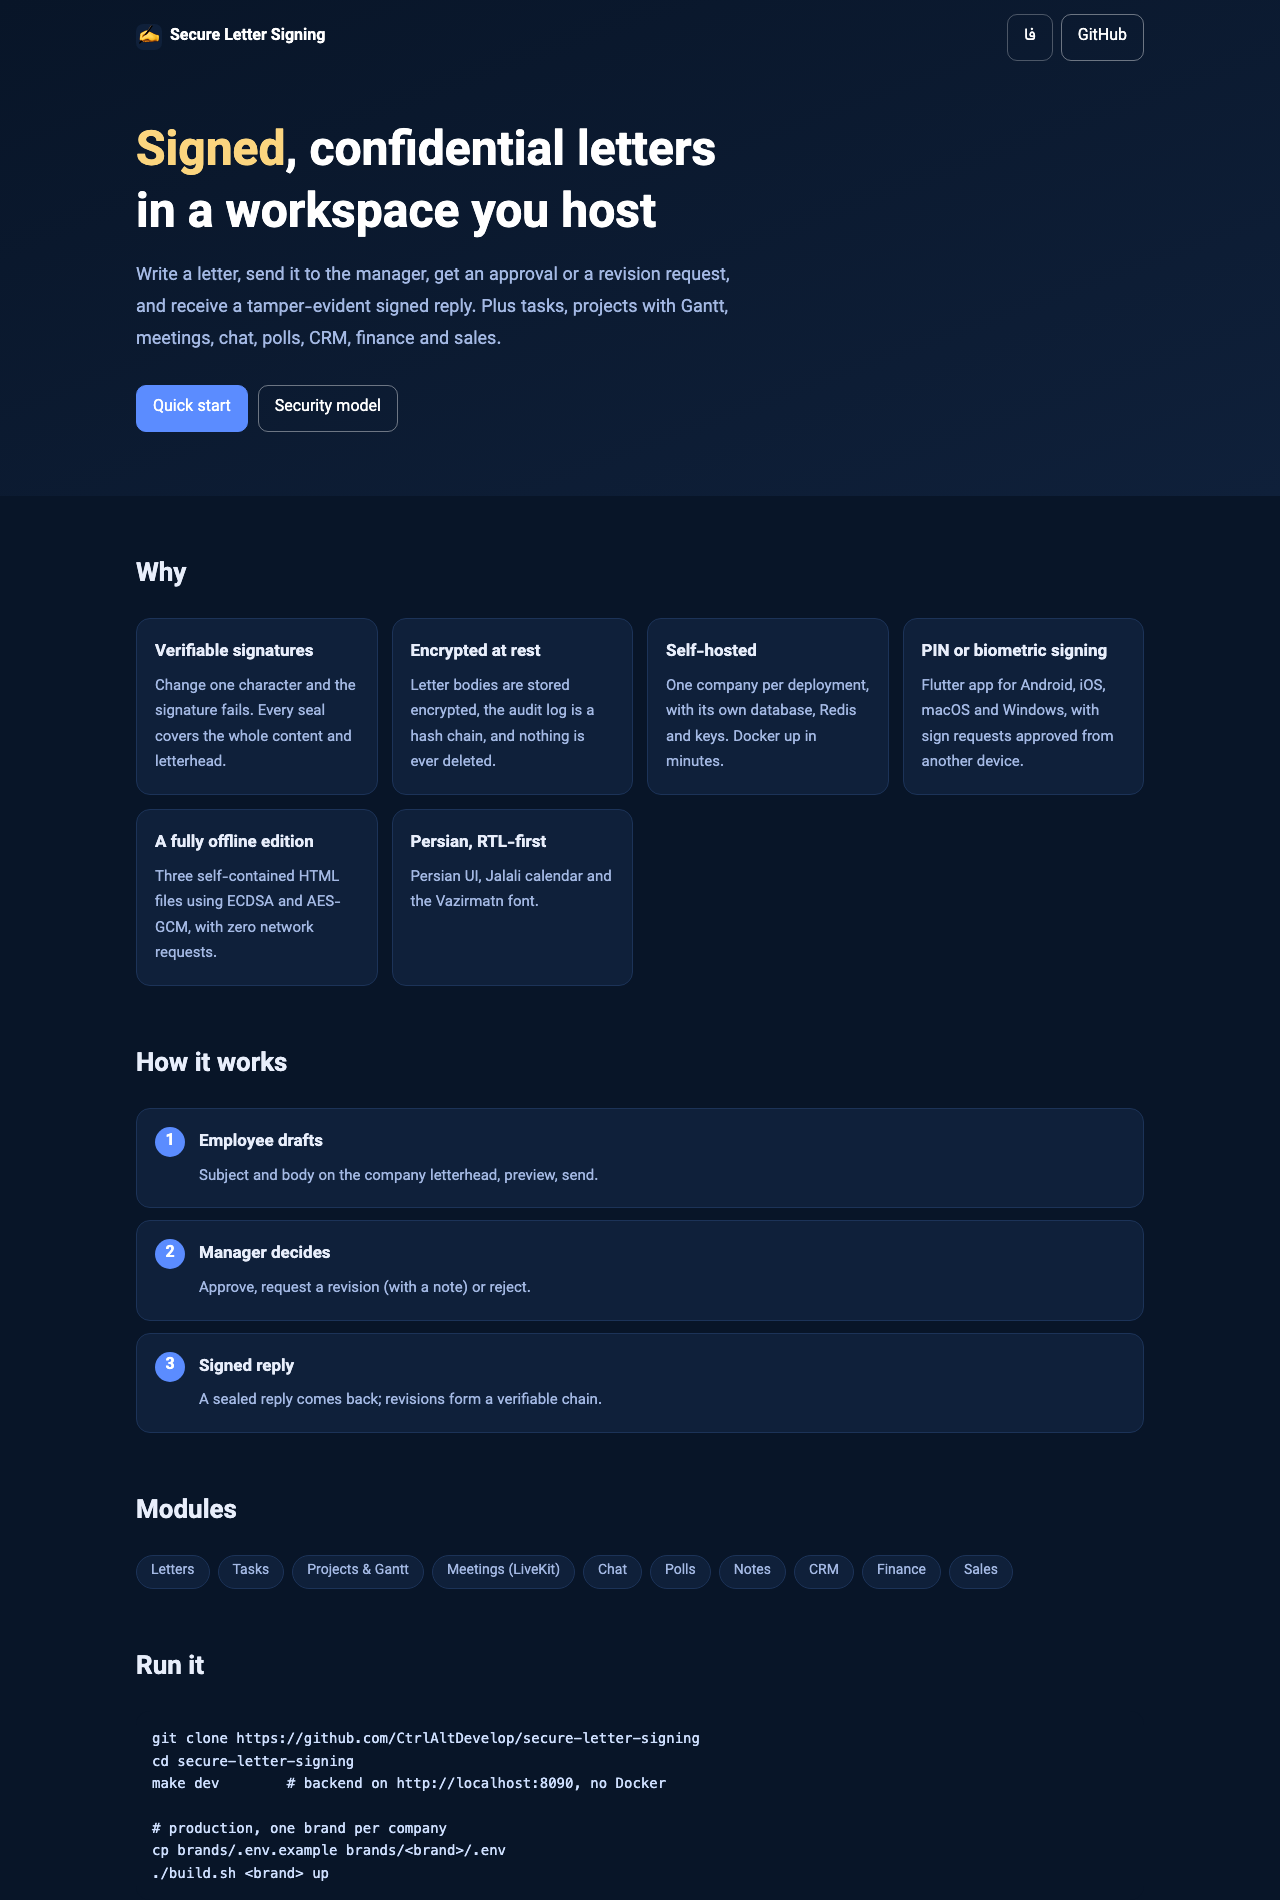 ✍️ Secure Letter Signing
فا
GitHub
Signed, confidential letters
in a workspace you host
Write a letter, send it to the manager, get an approval or a revision request,
and receive a tamper-evident signed reply. Plus tasks, projects with Gantt,
meetings, chat, polls, CRM, finance and sales.
Quick start
Security model
Why
Verifiable signatures
Change one character and the
signature fails. Every seal
covers the whole content and
letterhead.
Encrypted at rest
Letter bodies are stored
encrypted, the audit log is a
hash chain, and nothing is
ever deleted.
Self-hosted
One company per deployment,
with its own database, Redis
and keys. Docker up in
minutes.
PIN or biometric signing
Flutter app for Android, iOS,
macOS and Windows, with
sign requests approved from
another device.
A fully offline edition
Three self-contained HTML
files using ECDSA and AES-
GCM, with zero network
requests.
Persian, RTL-first
Persian UI, Jalali calendar and
the Vazirmatn font.
How it works
1
Employee drafts
Subject and body on the company letterhead, preview, send.
2
Manager decides
Approve, request a revision (with a note) or reject.
3
Signed reply
A sealed reply comes back; revisions form a verifiable chain.
Modules
Letters
Tasks
Projects & Gantt
Meetings (LiveKit)
Chat
Polls
Notes
CRM
Finance
Sales
Run it
git clone https://github.com/CtrlAltDevelop/secure-letter-signing
cd secure-letter-signing
make dev        # backend on http://localhost:8090, no Docker
# production, one brand per company
cp brands/.env.example brands/<brand>/.env
./build.sh <brand> up